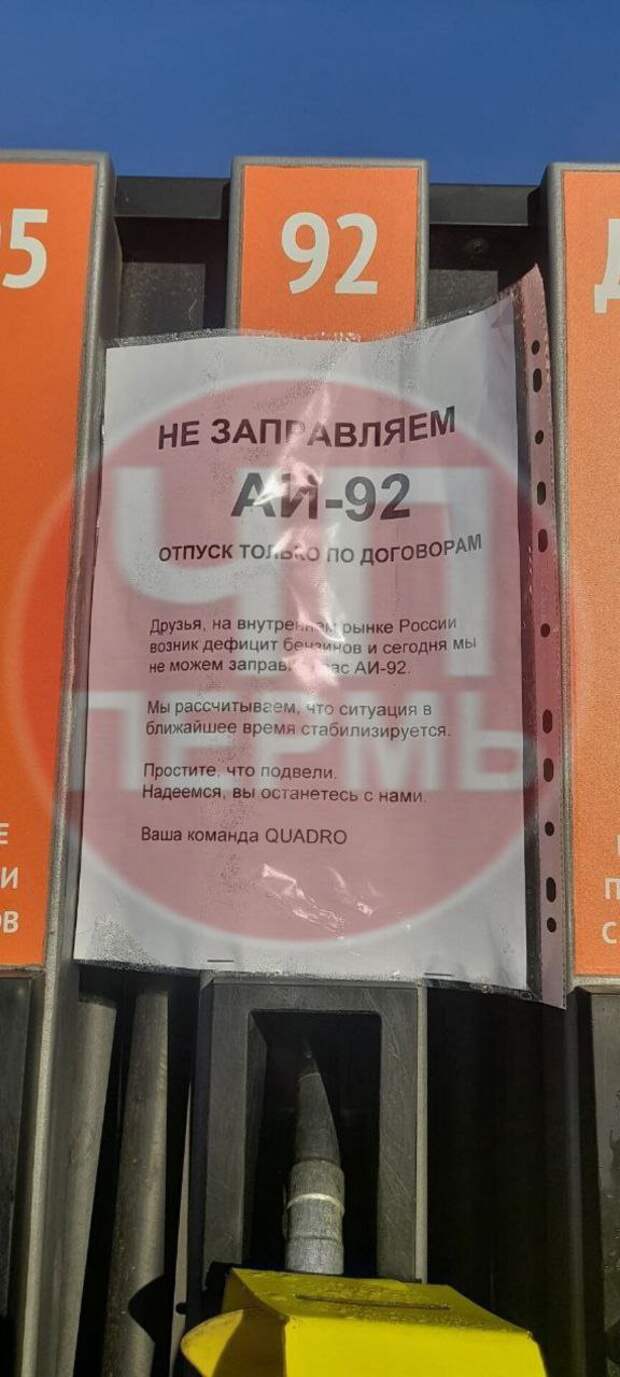 95
92
Д
НЕ ЗАПРАВЛЯЕМ
АИ-92
ОТПУСК ТОЛЬКО ПО ДОГОВОРАМ
Друзья, на внутреннем рынке России
возник дефицит бензинов и сегодня мы
не можем заправить вас АИ-92.
Мы рассчитываем, что ситуация в
ближайшее время стабилизируется.
Простите, что подвели.
Надеемся, вы останетесь с нами.
Ваша команда QUADRO
ЧП
ПЕРМЬ
Е
И
ОВ
П
С